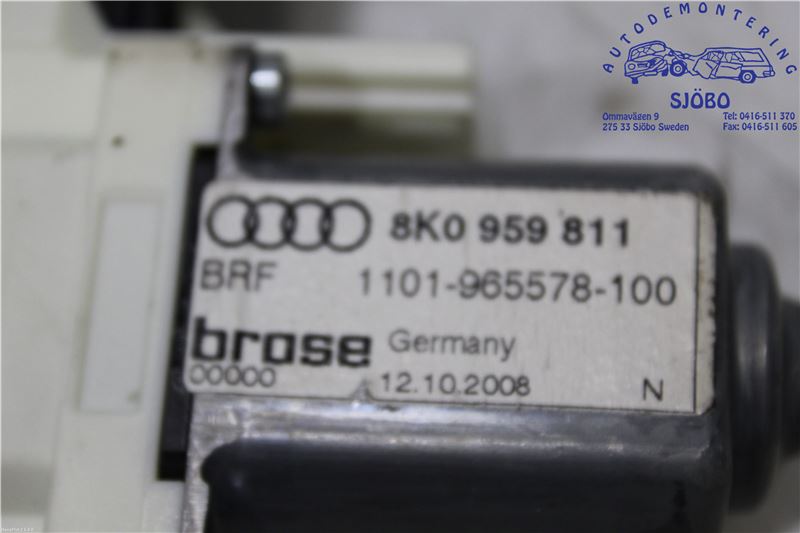 AUTODEMONTERING
SJÖBO
Ommavägen 9
275 33 Sjöbo Sweden
Tel: 0416-511 370
Fax: 0416-511 605
8K0 959 811
BRF 1101-965578-100
brose Germany
00000 12.10.2008 N